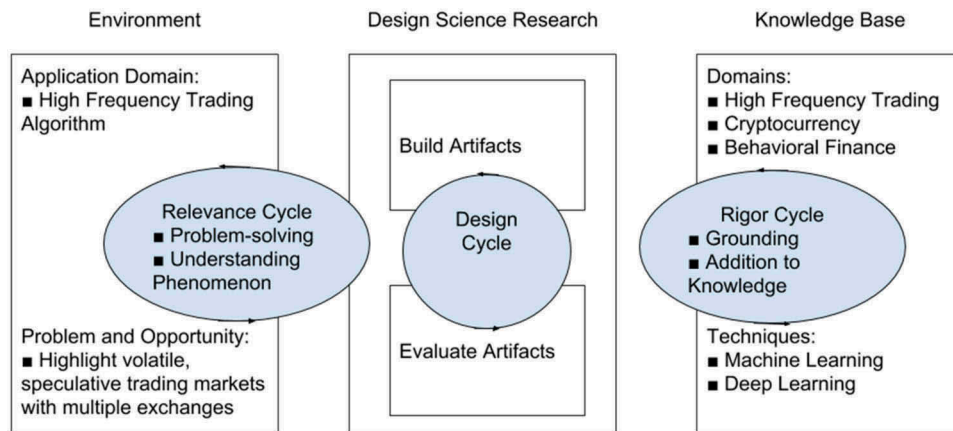 Environment
Design Science Research
Knowledge Base
Application Domain:
■ High Frequency Trading
Algorithm
Relevance Cycle
■ Problem-solving
■ Understanding
Phenomenon
Problem and Opportunity:
■ Highlight volatile,
speculative trading markets
with multiple exchanges
Build Artifacts
Design
Cycle
Evaluate Artifacts
Domains:
■ High Frequency Trading
■ Cryptocurrency
■ Behavioral Finance
Rigor Cycle
■ Grounding
■ Addition to
Knowledge
Techniques:
■ Machine Learning
■ Deep Learning